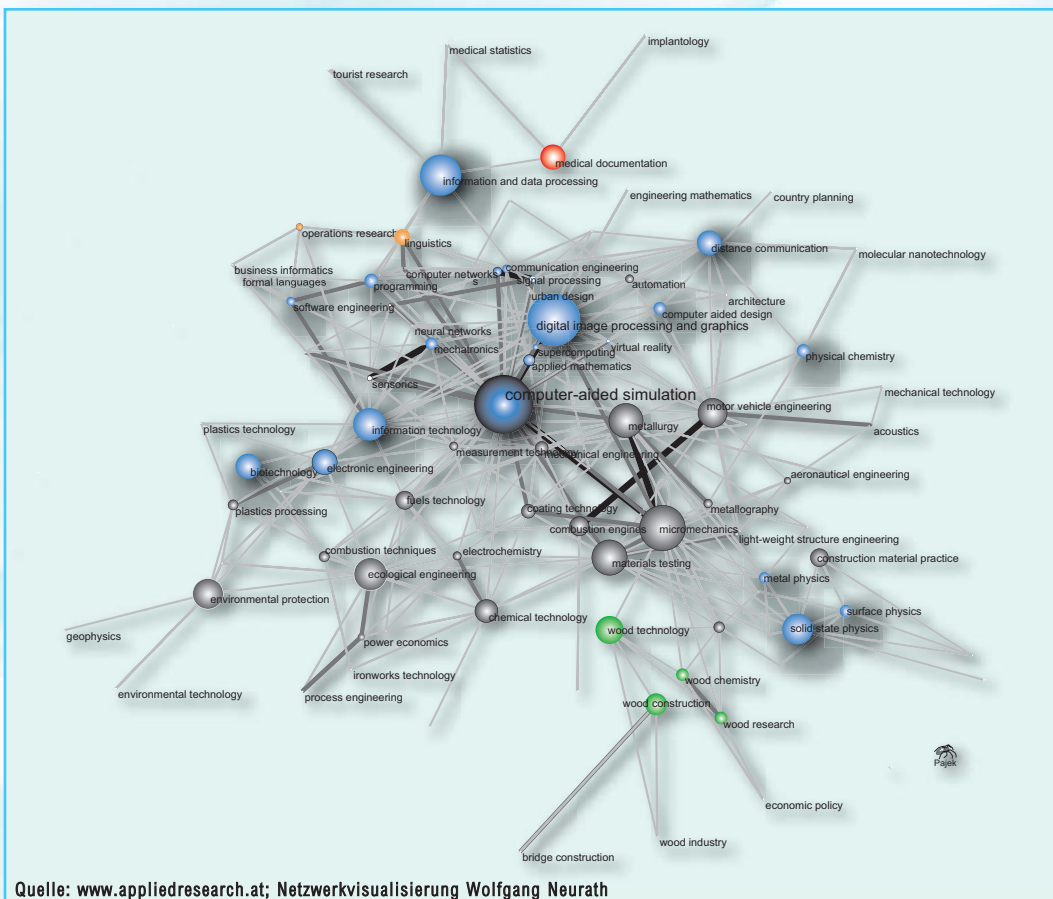 implantology
medical statistics
tourist research
medical documentation
information and data processing
engineering mathematics
country planning
operations research
linguistics
distance communication
molecular nanotechnology
business informatics
communication engineering
computer networks
formal languages
signal processing
s
automation
programming
urban design
architecture
software engineering
computer aided design
digital image processing and graphics
neural networks
virtual reality
mechatronics
supercomputing
physical chemistry
applied mathematics
sensorics
computer-aided simulation
mechanical technology
motor vehicle engineering
metallurgy
plastics technology
information technology
acoustics
measurement technology
mechanical engineering
biotechnology
electronic engineering
aeronautical engineering
fuels technology
plastics processing
coating technology
metallography
combustion engines
micromechanics
light-weight structure engineering
combustion techniques
electrochemistry
construction material practice
materials testing
ecological engineering
metal physics
environmental protection
surface physics
chemical technology
wood technology
solid state physics
geophysics
power economics
ironworks technology
wood chemistry
environmental technology
process engineering
wood construction
wood research
Pajek
economic policy
wood industry
bridge construction
Quelle: www.appliedresearch.at; Netzwerkvisualisierung Wolfgang Neurath